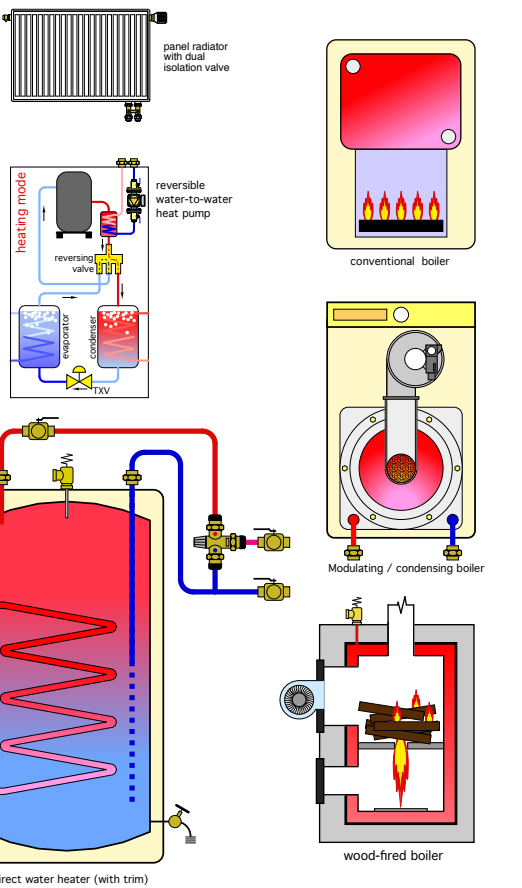 panel radiator
with dual
isolation valve
heating mode
reversible
water-to-water
heat pump
reversing
valve
evaporator
condenser
TXV
conventional boiler
Modulating / condensing boiler
wood-fired boiler
direct water heater (with trim)